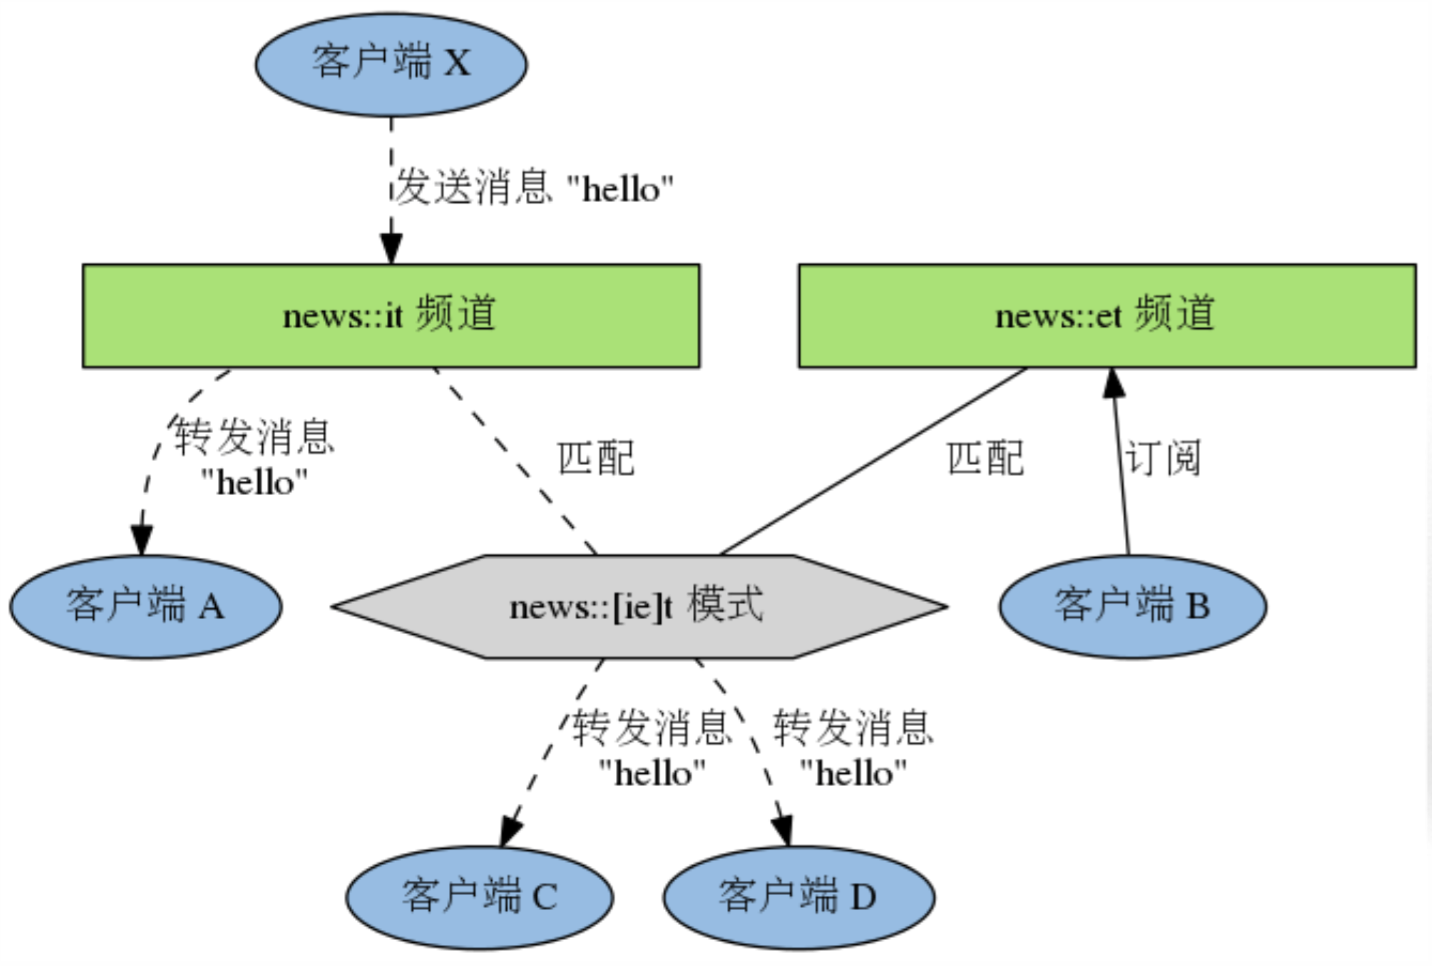 客户端 X
发送消息 "hello"
news::it 频道
news::et 频道
转发消息
"hello"
匹配
匹配
订阅
客户端 A
news::[ie]t 模式
客户端 B
转发消息
"hello"
转发消息
"hello"
客户端 C
客户端 D